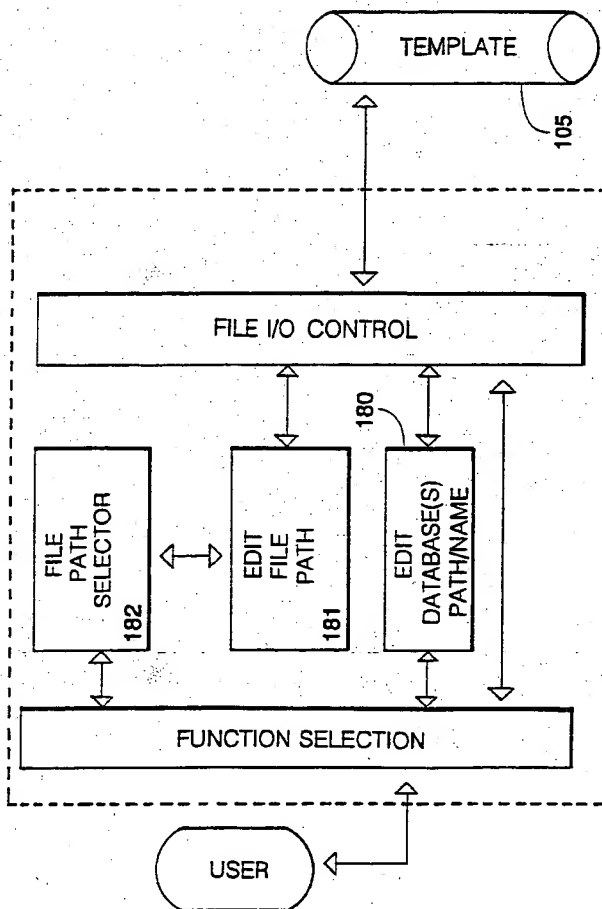 TEMPLATE
105
FILE I/O CONTROL
180
FILE
PATH
SELECTOR
182
EDIT
FILE
PATH
181
EDIT
DATABASE(S)
PATH/NAME
FUNCTION SELECTION
USER